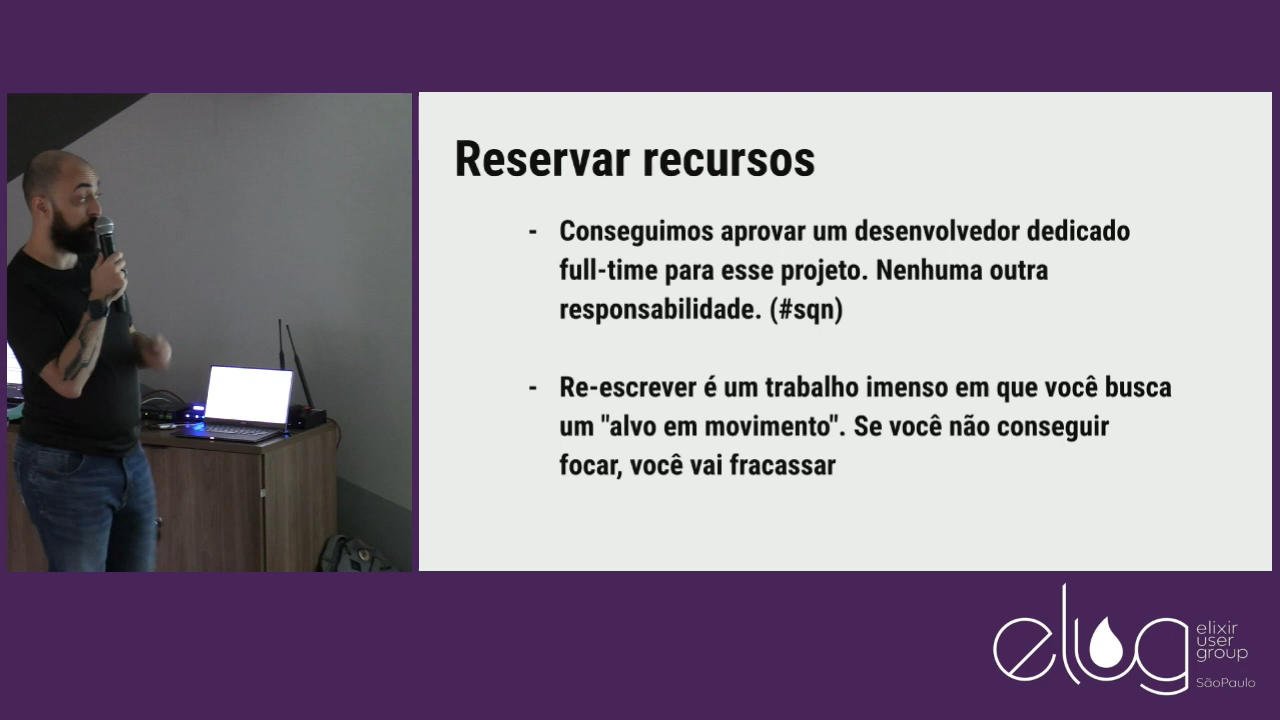 Reservar recursos
- Conseguimos aprovar um desenvolvedor dedicado
full-time para esse projeto. Nenhuma outra
responsabilidade. (#sqn)
- Re-escrever é um trabalho imenso em que você busca
um "alvo em movimento". Se você não conseguir
focar, você vai fracassar
elug
elixir
user
group
SãoPaulo